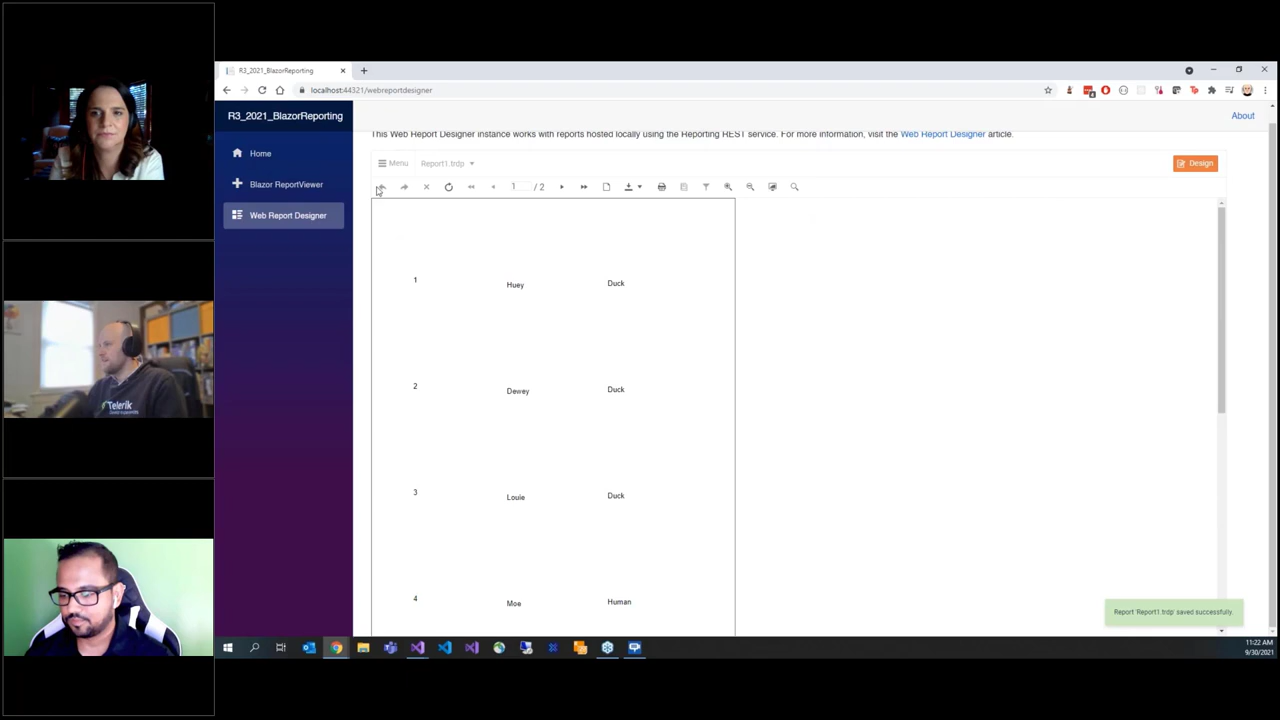 R3_2021_BlazorReporting
localhost:44321/webreportdesigner
R3_2021_BlazorReporting
About
Home
Blazor ReportViewer
Web Report Designer
This Web Report Designer instance works with reports hosted locally using the Reporting REST service. For more information, visit the Web Report Designer article.
Menu
Report1.trdp
Design
1 / 2
1 Huey Duck
2 Dewey Duck
3 Louie Duck
4 Moe Human
Report 'Report1.trdp' saved successfully.
11:22 AM
9/30/2021
Telerik